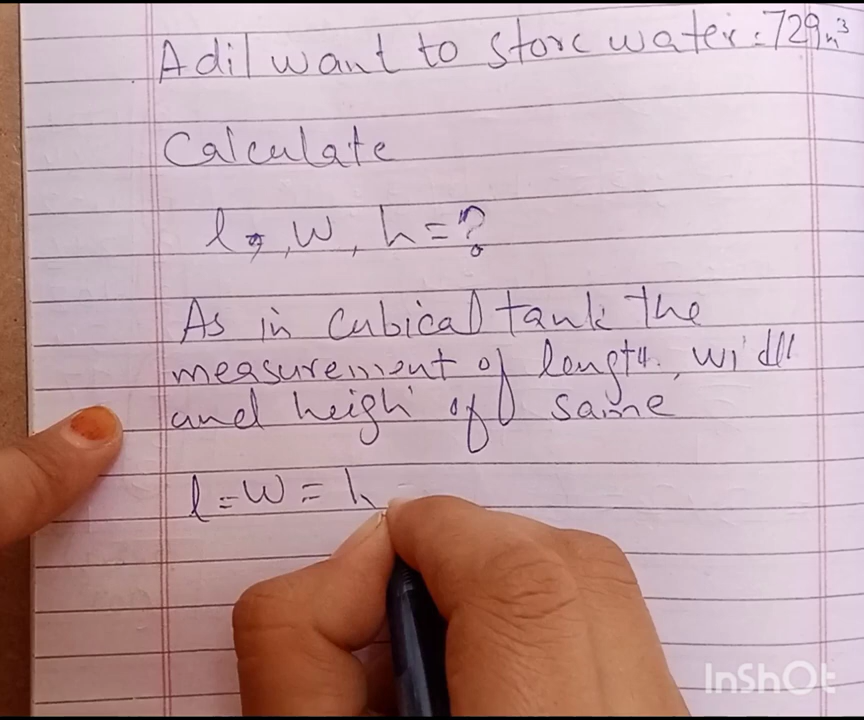 Adil want to store water = 729m³
Calculate
l, w, h = ?
As in Cubical tank the
measurement of length, width
and heigh of same
l = w = h
InShOt